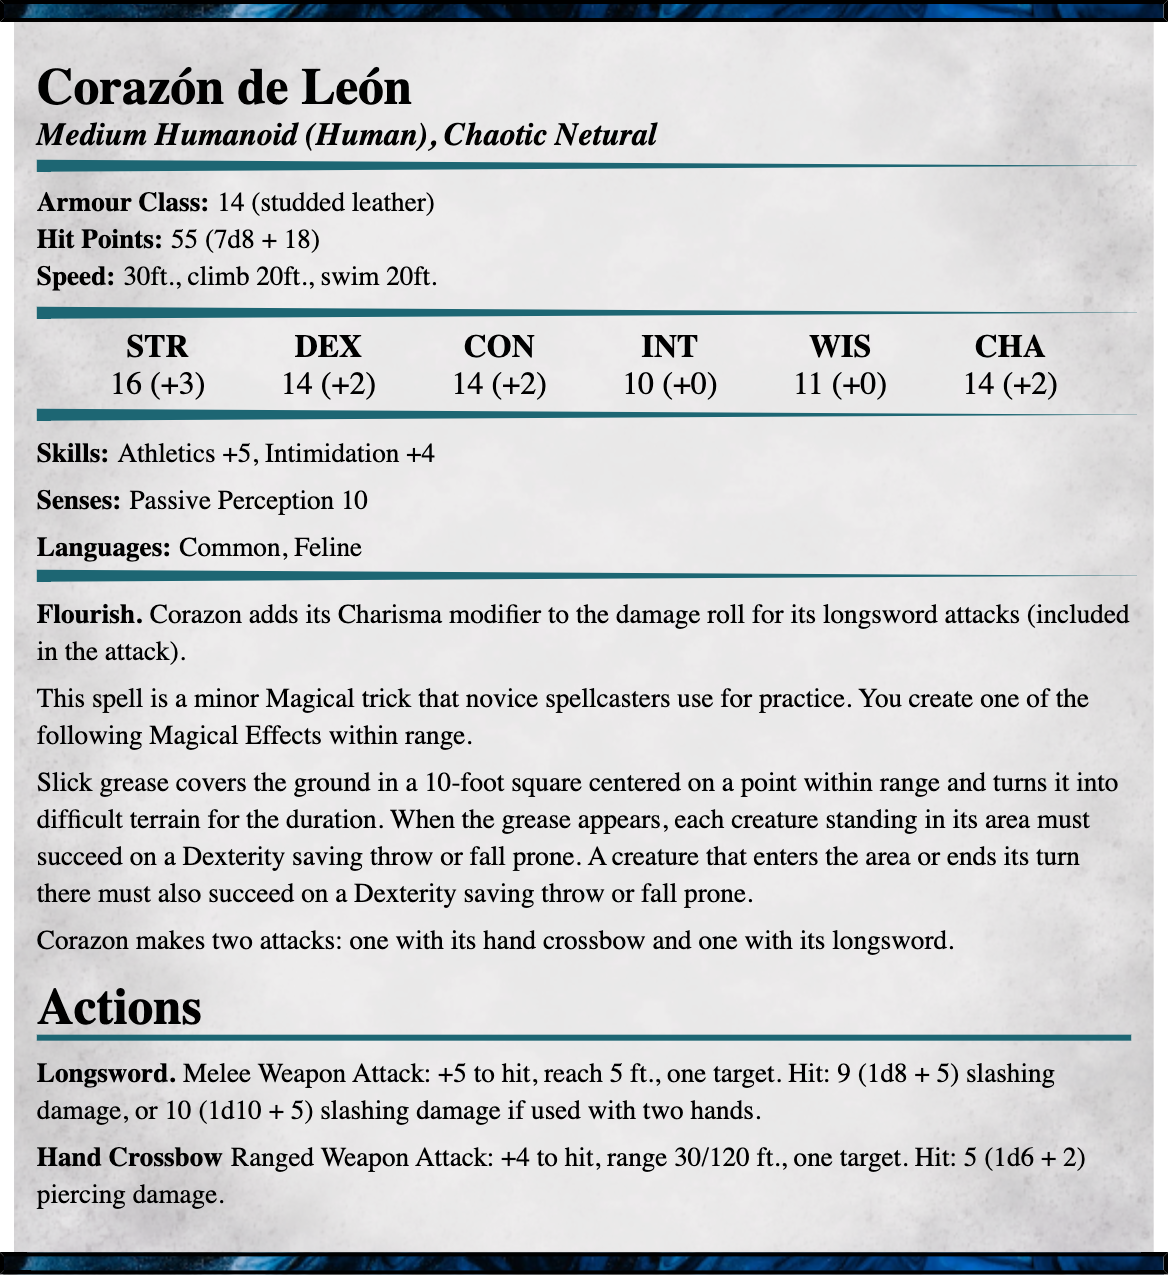 Corazón de León
Medium Humanoid (Human), Chaotic Netural
Armour Class: 14 (studded leather)
Hit Points: 55 (7d8 + 18)
Speed: 30ft., climb 20ft., swim 20ft.
STR DEX CON INT WIS CHA
16 (+3) 14 (+2) 14 (+2) 10 (+0) 11 (+0) 14 (+2)
Skills: Athletics +5, Intimidation +4
Senses: Passive Perception 10
Languages: Common, Feline
Flourish. Corazon adds its Charisma modifier to the damage roll for its longsword attacks (included
in the attack).
This spell is a minor Magical trick that novice spellcasters use for practice. You create one of the
following Magical Effects within range.
Slick grease covers the ground in a 10-foot square centered on a point within range and turns it into
difficult terrain for the duration. When the grease appears, each creature standing in its area must
succeed on a Dexterity saving throw or fall prone. A creature that enters the area or ends its turn
there must also succeed on a Dexterity saving throw or fall prone.
Corazon makes two attacks: one with its hand crossbow and one with its longsword.
Actions
Longsword. Melee Weapon Attack: +5 to hit, reach 5 ft., one target. Hit: 9 (1d8 + 5) slashing
damage, or 10 (1d10 + 5) slashing damage if used with two hands.
Hand Crossbow Ranged Weapon Attack: +4 to hit, range 30/120 ft., one target. Hit: 5 (1d6 + 2)
piercing damage.